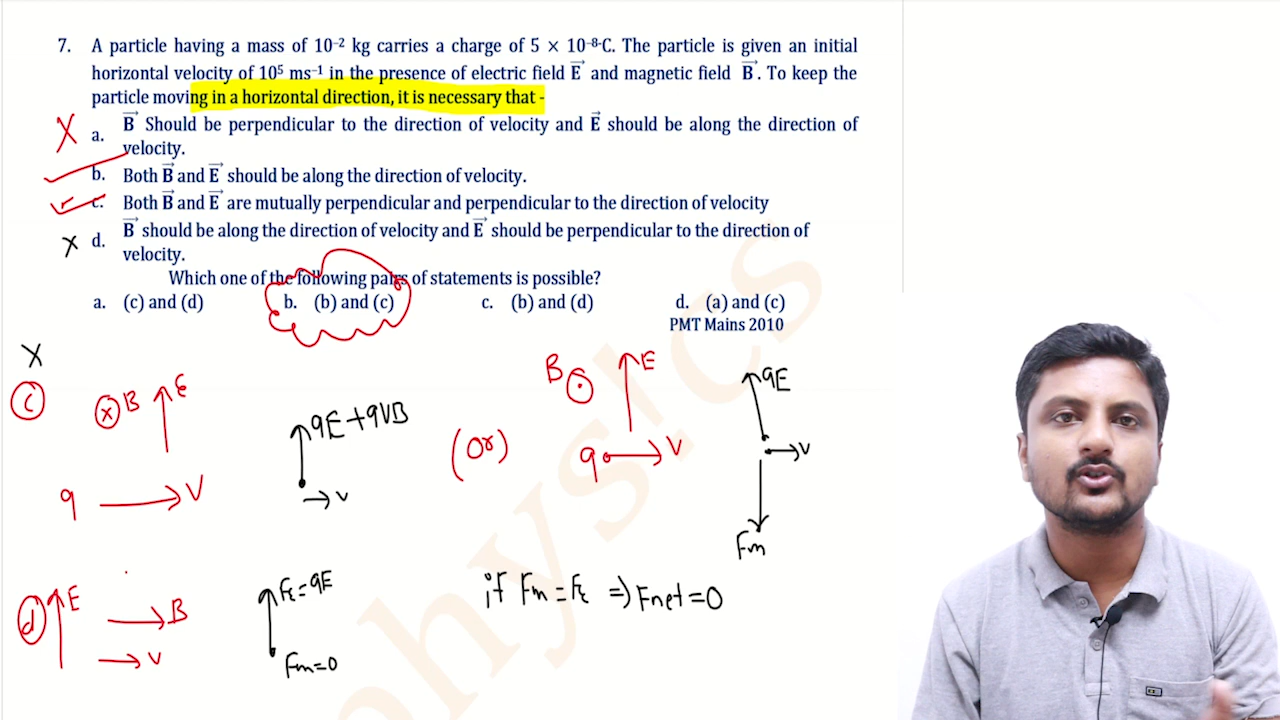 7. A particle having a mass of 10⁻² kg carries a charge of 5 × 10⁻⁸C. The particle is given an initial
horizontal velocity of 10⁵ ms⁻¹ in the presence of electric field E⃗ and magnetic field B⃗. To keep the
particle moving in a horizontal direction, it is necessary that -
X a. B⃗ Should be perpendicular to the direction of velocity and E⃗ should be along the direction of
velocity.
b. Both B⃗ and E⃗ should be along the direction of velocity.
c. Both B⃗ and E⃗ are mutually perpendicular and perpendicular to the direction of velocity
X d. B⃗ should be along the direction of velocity and E⃗ should be perpendicular to the direction of
velocity.
Which one of the following pairs of statements is possible?
a. (c) and (d) b. (b) and (c) c. (b) and (d) d. (a) and (c)
PMT Mains 2010
X
c
x B E
q V
qE+qVB
v
(Or)
B E
q V
qE
v
Fm
d E B
v
FE=qE
Fm=0
if Fm=FE ⇒ Fnet=0
physics